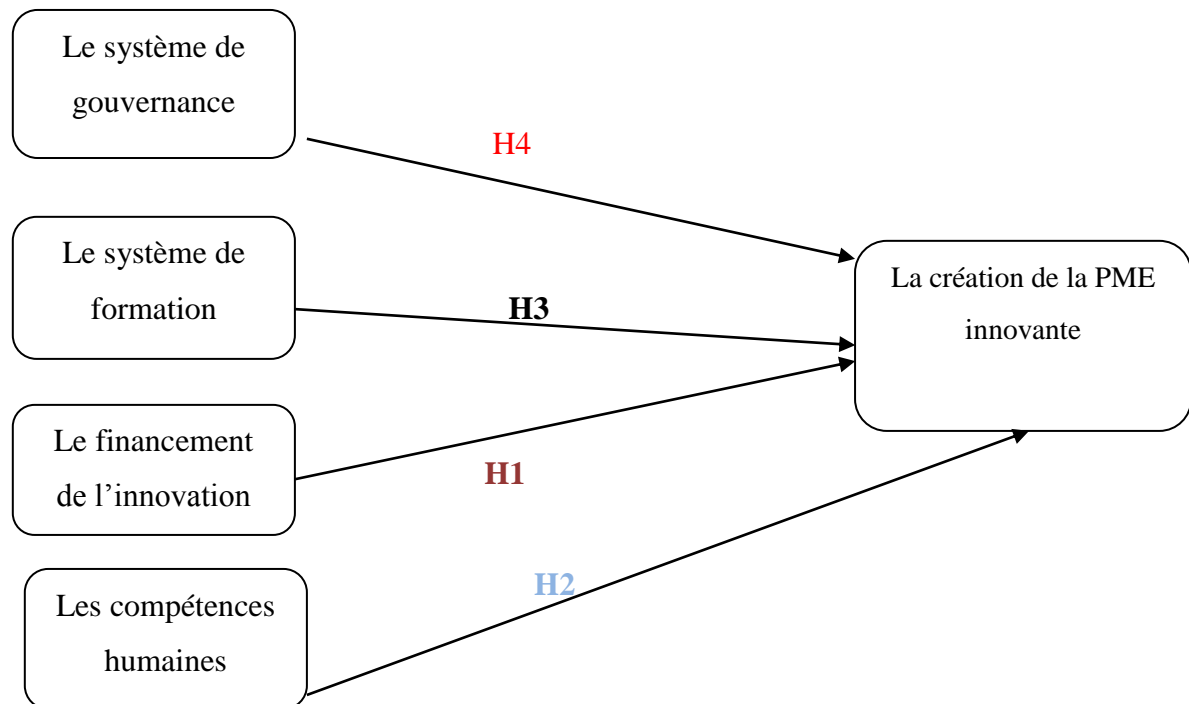 Le système de
gouvernance
H4
Le système de
formation
H3
La création de la PME
innovante
Le financement
de l’innovation
H1
Les compétences
humaines
H2